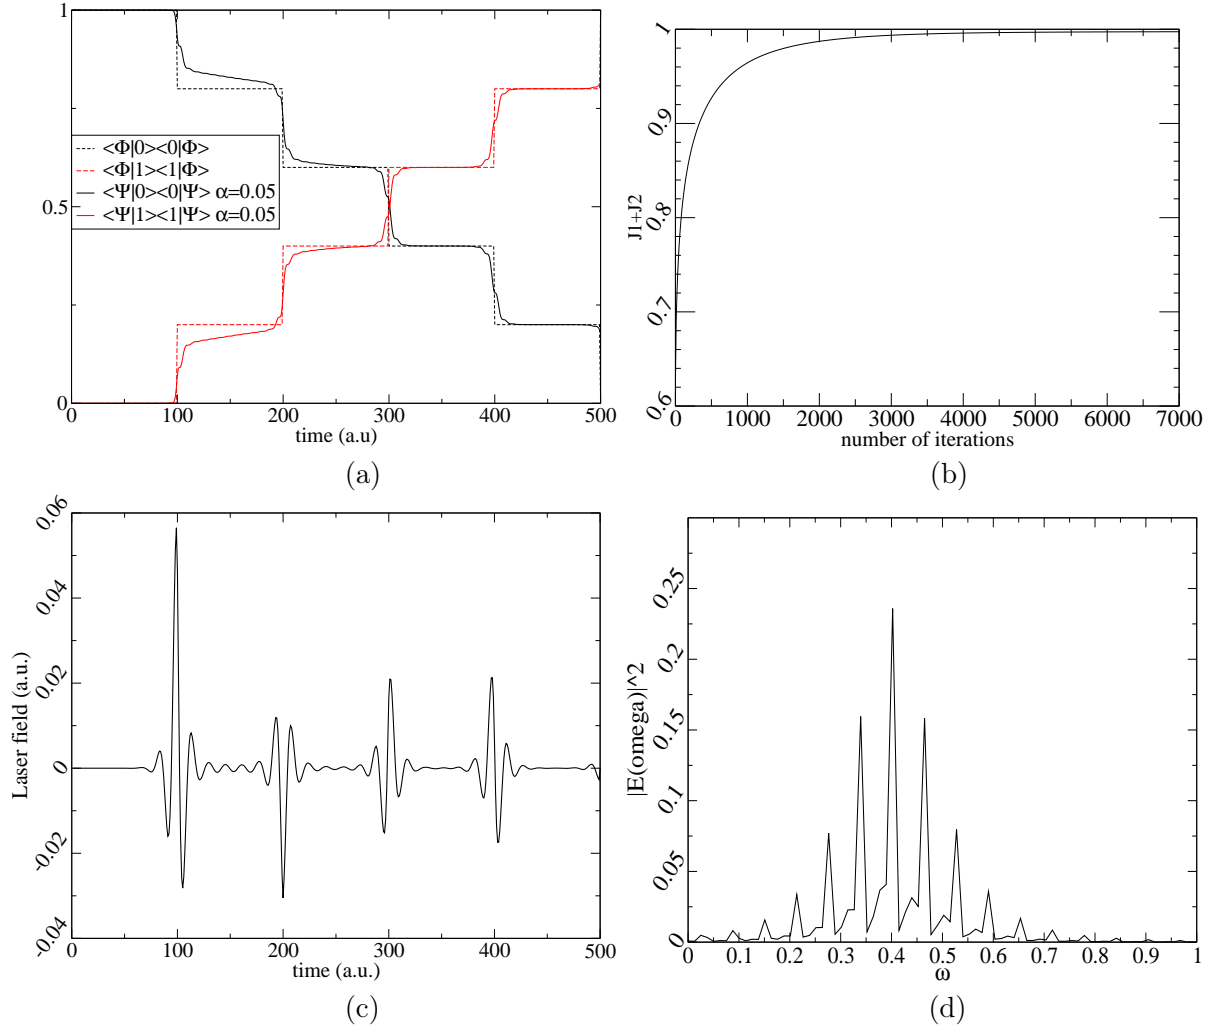 1
0.5
0
<Φ|0><0|Φ>
<Φ|1><1|Φ>
<Ψ|0><0|Ψ> α=0.05
<Ψ|1><1|Ψ> α=0.05
0 100 200 300 400 500
time (a.u)
(a)
J1+J2
1
0.9
0.8
0.7
0.6
0 1000 2000 3000 4000 5000 6000 7000
number of iterations
(b)
Laser field (a.u.)
0.06
0.04
0.02
0
-0.02
-0.04
0 100 200 300 400 500
time (a.u.)
(c)
|E(omega)|^2
0.25
0.2
0.15
0.1
0.05
0
0 0.1 0.2 0.3 0.4 0.5 0.6 0.7 0.8 0.9 1
ω
(d)